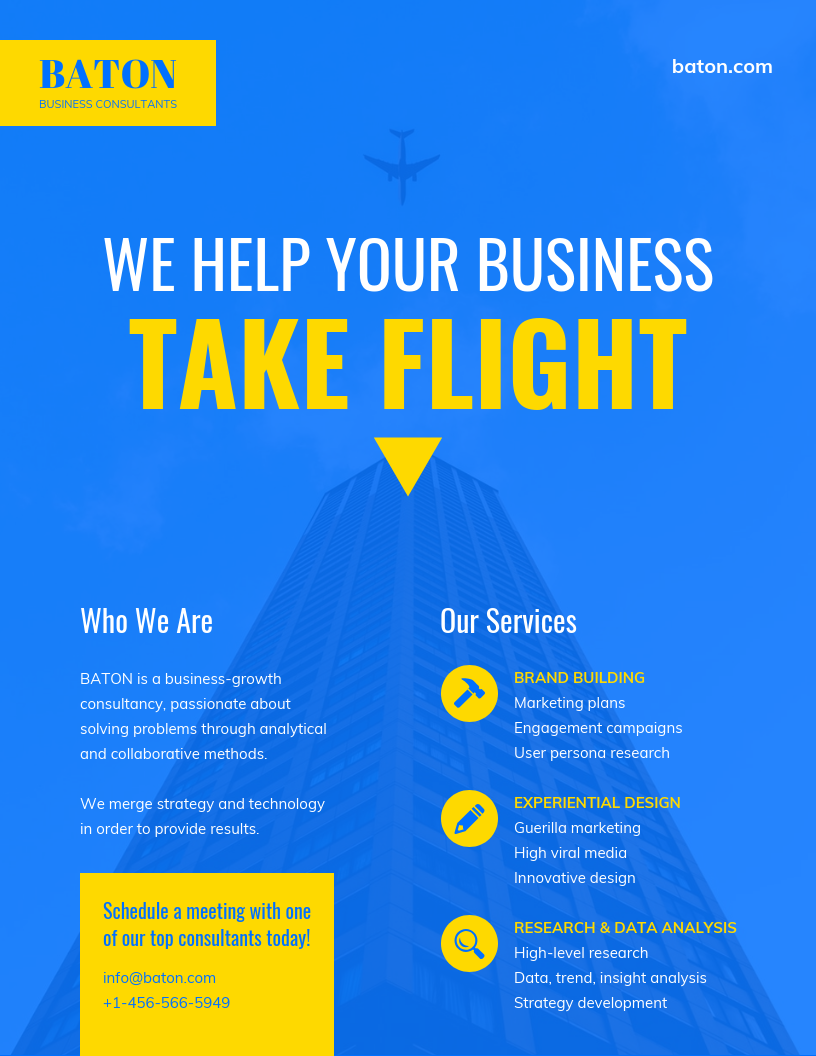 BATON
BUSINESS CONSULTANTS
baton.com
WE HELP YOUR BUSINESS
TAKE FLIGHT
Who We Are
BATON is a business-growth
consultancy, passionate about
solving problems through analytical
and collaborative methods.
We merge strategy and technology
in order to provide results.
Schedule a meeting with one
of our top consultants today!
info@baton.com
+1-456-566-5949
Our Services
BRAND BUILDING
Marketing plans
Engagement campaigns
User persona research
EXPERIENTIAL DESIGN
Guerilla marketing
High viral media
Innovative design
RESEARCH & DATA ANALYSIS
High-level research
Data, trend, insight analysis
Strategy development